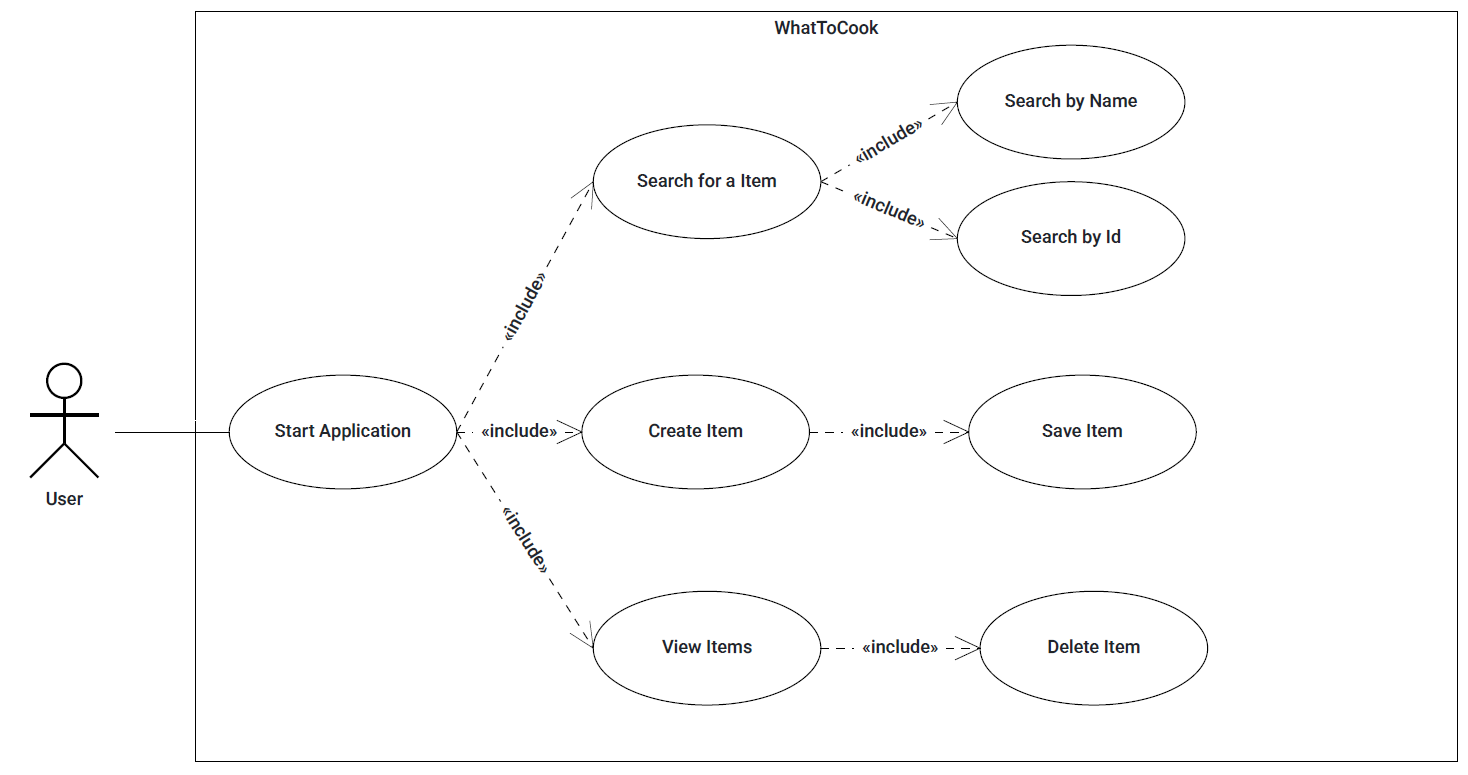 WhatToCook
Search by Name
«include»
Search for a Item
«include»
Search by Id
«include»
User
Start Application
«include»
Create Item
«include»
Save Item
«include»
View Items
«include»
Delete Item